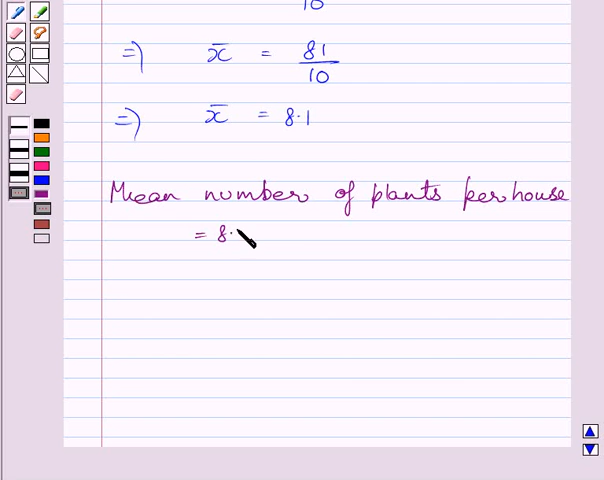 10
=) x̄ = 81/10
=) x̄ = 8.1
Mean number of plants per house
= 8.